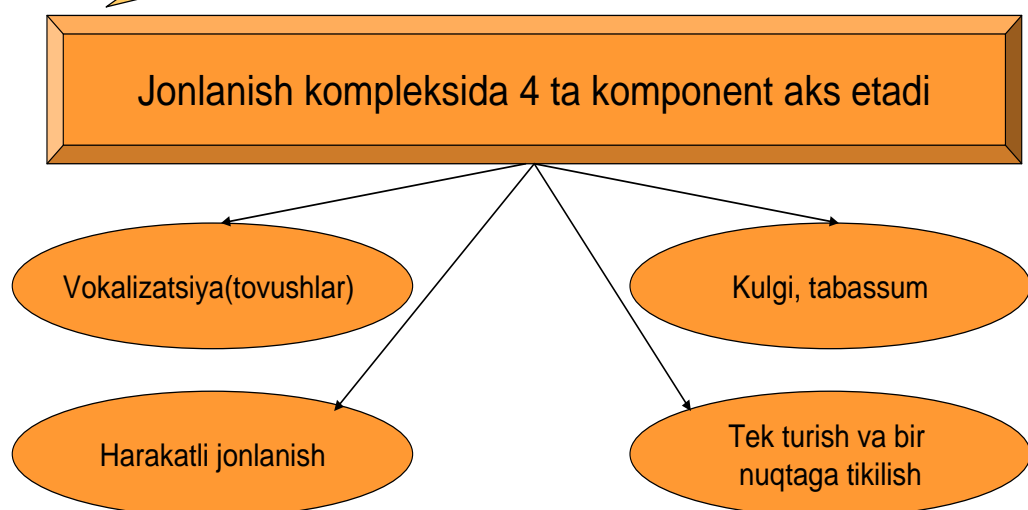 Jonlanish kompleksida 4 ta komponent aks etadi
Vokalizatsiya(tovushlar)
Kulgi, tabassum
Harakatli jonlanish
Tek turish va bir
nuqtaga tikilish